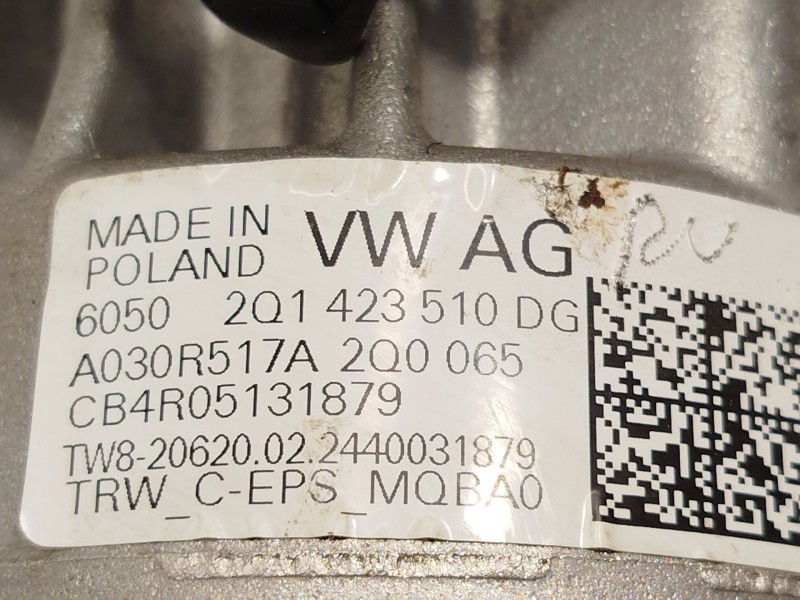 MADE IN
POLAND
VW AG
6050 2Q1 423 510 DG
A030R517A 2Q0 065
CB4R05131879
TW8-20620.02.2440031879
TRW_C-EPS_MQBA0